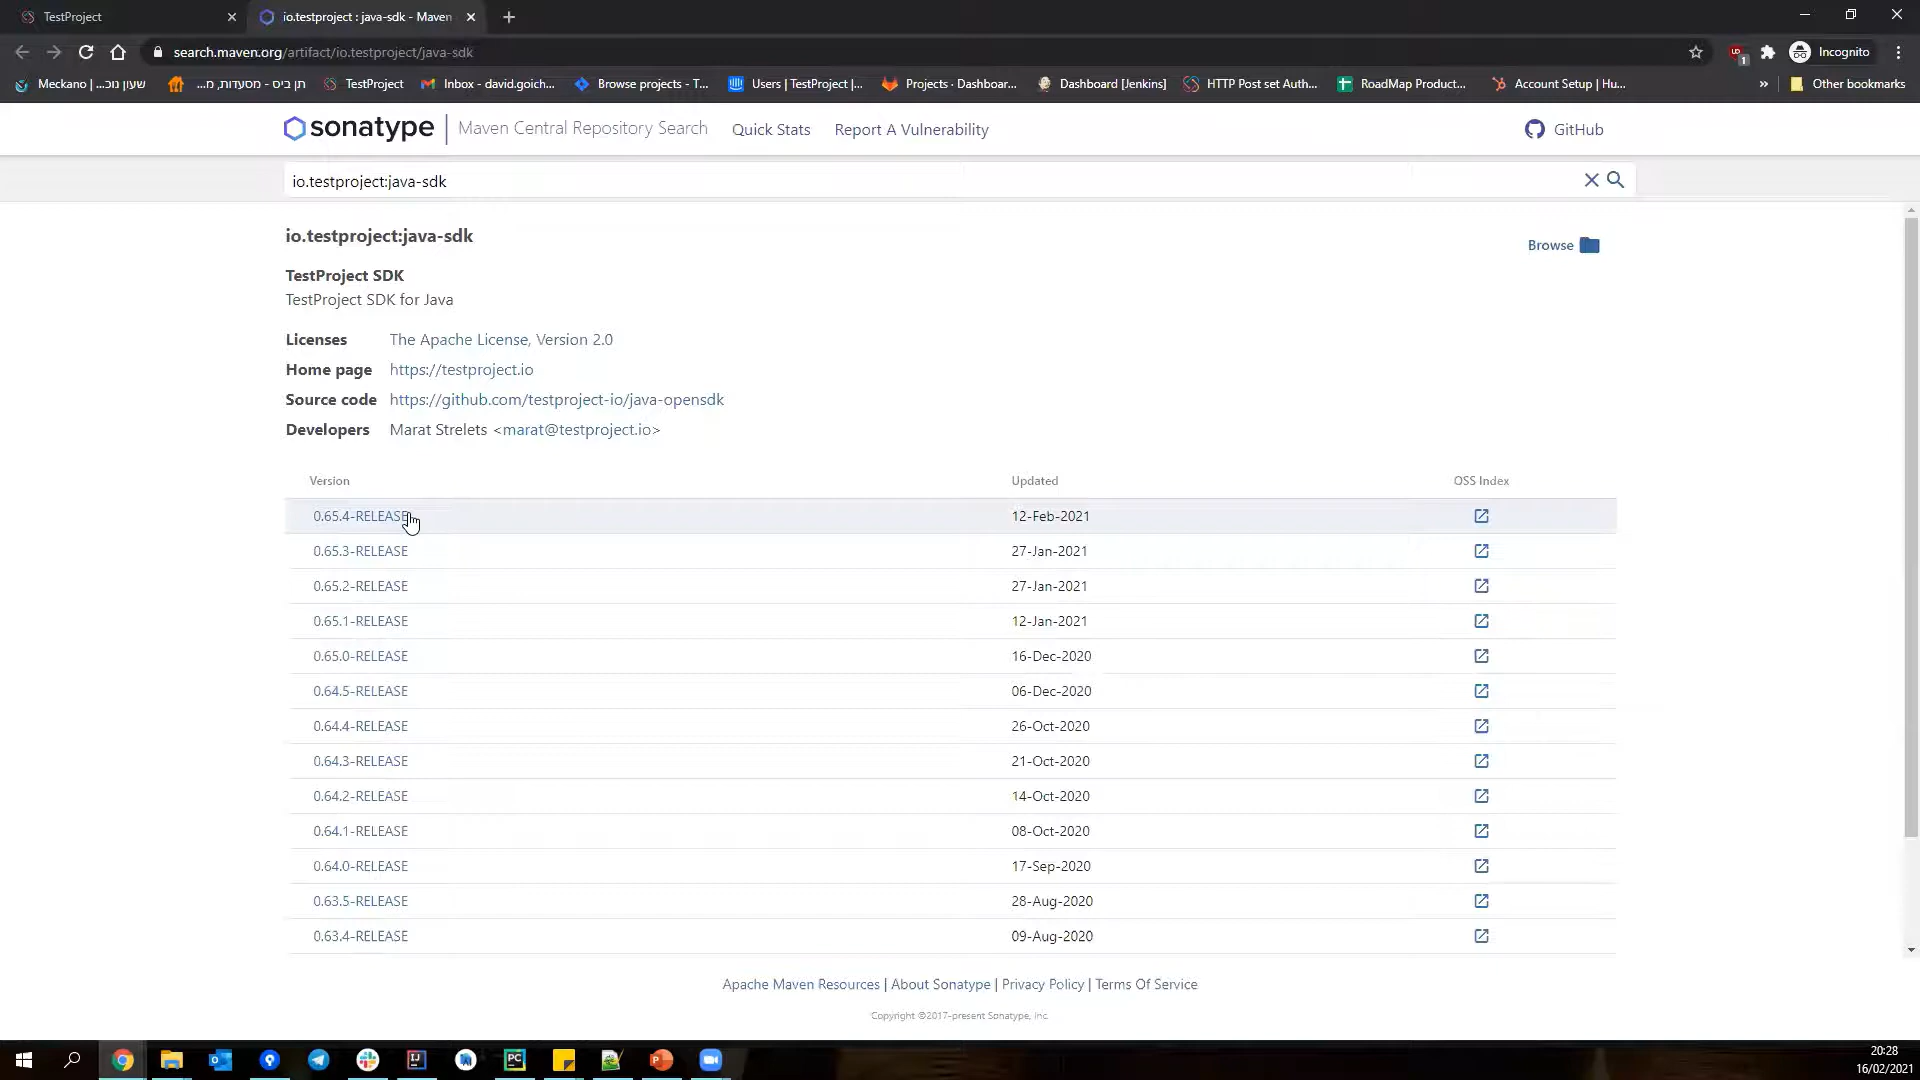 TestProject
io.testproject : java-sdk - Maven
search.maven.org/artifact/io.testproject/java-sdk
1
Incognito
Meckano | שעון נוכ...
תן ביס - מסעדות, מ...
TestProject
Inbox - david.goich...
Browse projects - T...
Users | TestProject |...
Projects · Dashboar...
Dashboard [Jenkins]
HTTP Post set Auth...
RoadMap Product...
Account Setup | Hu...
»
Other bookmarks
sonatype
Maven Central Repository Search
Quick Stats
Report A Vulnerability
GitHub
io.testproject:java-sdk
io.testproject:java-sdk
Browse
TestProject SDK
TestProject SDK for Java
Licenses The Apache License, Version 2.0
Home page https://testproject.io
Source code https://github.com/testproject-io/java-opensdk
Developers Marat Strelets <marat@testproject.io>
Version Updated OSS Index
0.65.4-RELEASE 12-Feb-2021
0.65.3-RELEASE 27-Jan-2021
0.65.2-RELEASE 27-Jan-2021
0.65.1-RELEASE 12-Jan-2021
0.65.0-RELEASE 16-Dec-2020
0.64.5-RELEASE 06-Dec-2020
0.64.4-RELEASE 26-Oct-2020
0.64.3-RELEASE 21-Oct-2020
0.64.2-RELEASE 14-Oct-2020
0.64.1-RELEASE 08-Oct-2020
0.64.0-RELEASE 17-Sep-2020
0.63.5-RELEASE 28-Aug-2020
0.63.4-RELEASE 09-Aug-2020
Apache Maven Resources | About Sonatype | Privacy Policy | Terms Of Service
Copyright ©2017-present Sonatype, Inc.
20:28
16/02/2021